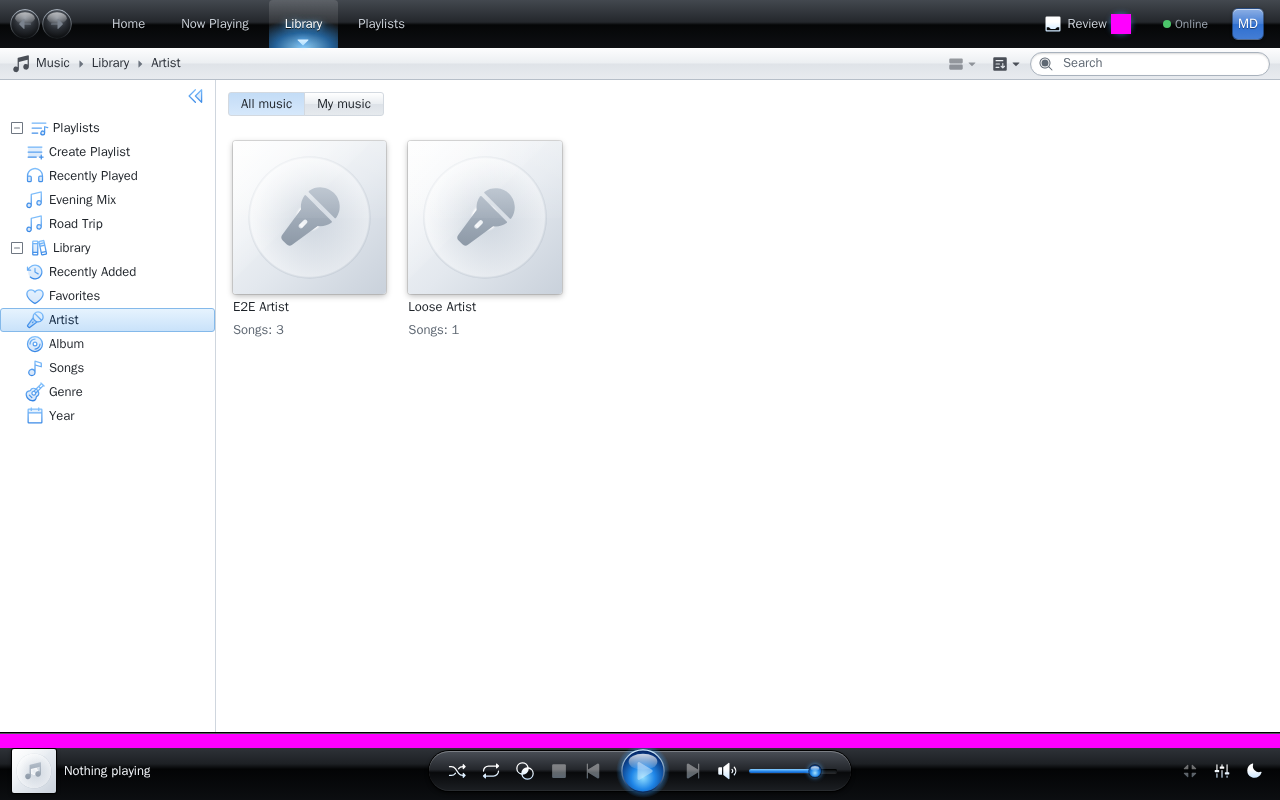 Home
Now Playing
Library
Playlists
Review
Online
MD
Music
Library
Artist
Search
Playlists
Create Playlist
Recently Played
Evening Mix
Road Trip
Library
Recently Added
Favorites
Artist
Album
Songs
Genre
Year
All music
My music
E2E Artist
Songs: 3
Loose Artist
Songs: 1
Nothing playing